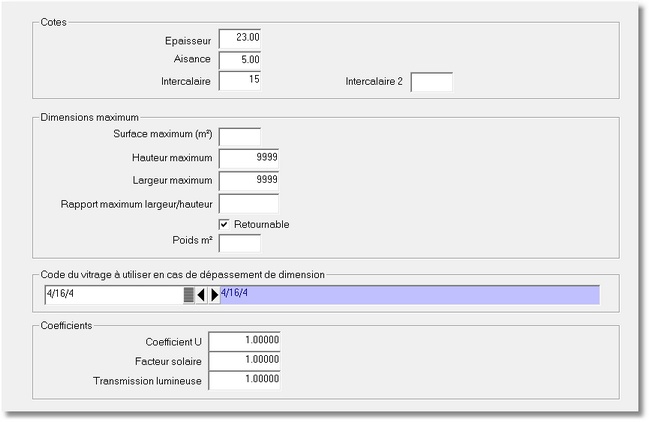 Cotes
Epaisseur 23.00
Aisance 5.00
Intercalaire 15 Intercalaire 2
Dimensions maximum
Surface maximum (m²)
Hauteur maximum 9999
Largeur maximum 9999
Rapport maximum largeur/hauteur
Retournable
Poids m²
Code du vitrage à utiliser en cas de dépassement de dimension
4/16/4 4/16/4
Coefficients
Coefficient U 1.00000
Facteur solaire 1.00000
Transmission lumineuse 1.00000